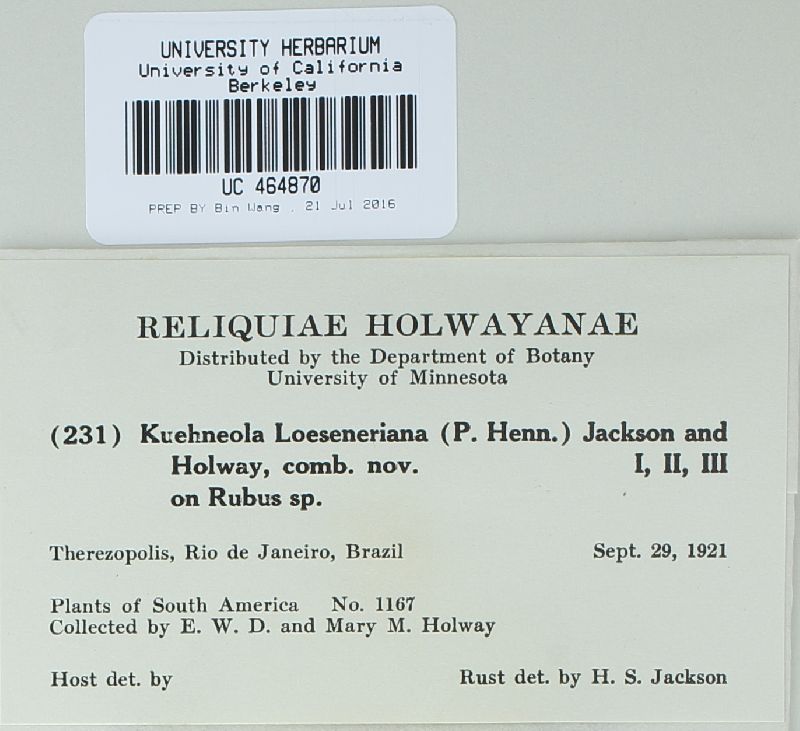 UNIVERSITY HERBARIUM
University of California
Berkeley
UC 464870
PREP BY Bin Wang , 21 Jul 2016
RELIQUIAE HOLWAYANAE
Distributed by the Department of Botany
University of Minnesota
(231) Kuehneola Loeseneriana (P. Henn.) Jackson and
Holway, comb. nov. I, II, III
on Rubus sp.
Therezopolis, Rio de Janeiro, Brazil Sept. 29, 1921
Plants of South America No. 1167
Collected by E. W. D. and Mary M. Holway
Host det. by Rust det. by H. S. Jackson